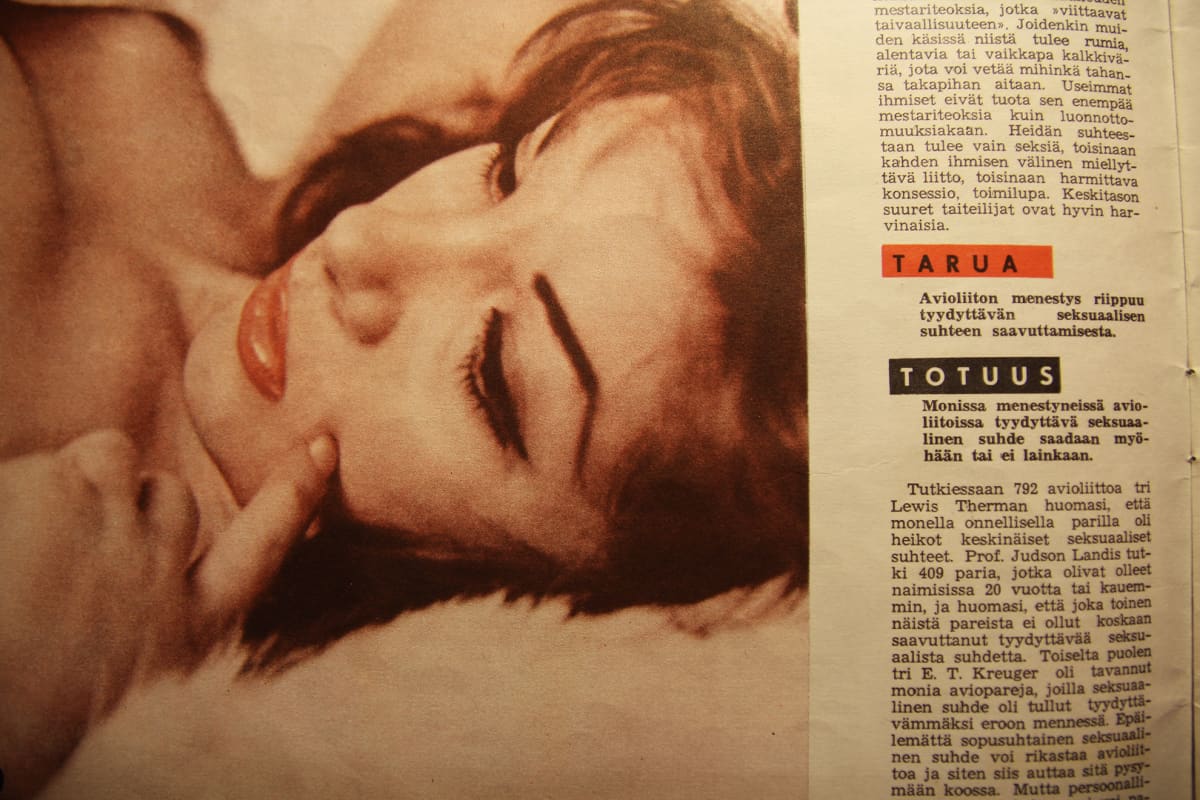 mestariteoksia, jotka »viittaavat
taivaallisuuteen». Joidenkin mui-
den käsissä niistä tulee rumia,
alentavia tai vaikkapa kalkkivä-
riä, jota voi vetää mihinkä tahan-
sa takapihan aitaan. Useimmat
ihmiset eivät tuota sen enempää
mestariteoksia kuin luonnotto-
muuksiakaan. Heidän suhtees-
taan tulee vain seksiä, toisinaan
kahden ihmisen välinen miellyt-
tävä liitto, toisinaan harmittava
konsessio, toimilupa. Keskitason
suuret taiteilijat ovat hyvin har-
vinaisia.
TARUA
Avioliiton menestys riippuu
tyydyttävän seksuaalisen
suhteen saavuttamisesta.
TOTUUS
Monissa menestyneissä avio-
liitoissa tyydyttävä seksuaa-
linen suhde saadaan myö-
hään tai ei lainkaan.
Tutkiessaan 792 avioliittoa tri
Lewis Therman huomasi, että
monella onnellisella parilla oli
heikot keskinäiset seksuaaliset
suhteet. Prof. Judson Landis tut-
ki 409 paria, jotka olivat olleet
naimisissa 20 vuotta tai kauem-
min, ja huomasi, että joka toinen
näistä pareista ei ollut koskaan
saavuttanut tyydyttävää seksu-
aalista suhdetta. Toiselta puolen
tri E. T. Kreuger oli tavannut
monia aviopareja, joilla seksuaa-
linen suhde oli tullut tyydyttä-
vämmäksi eroon mennessä. Epäi-
lemättä sopusuhtainen seksuaali-
nen suhde voi rikastaa avioliit-
toa ja siten siis auttaa sitä pysy-
mään koossa. Mutta persoonalli-